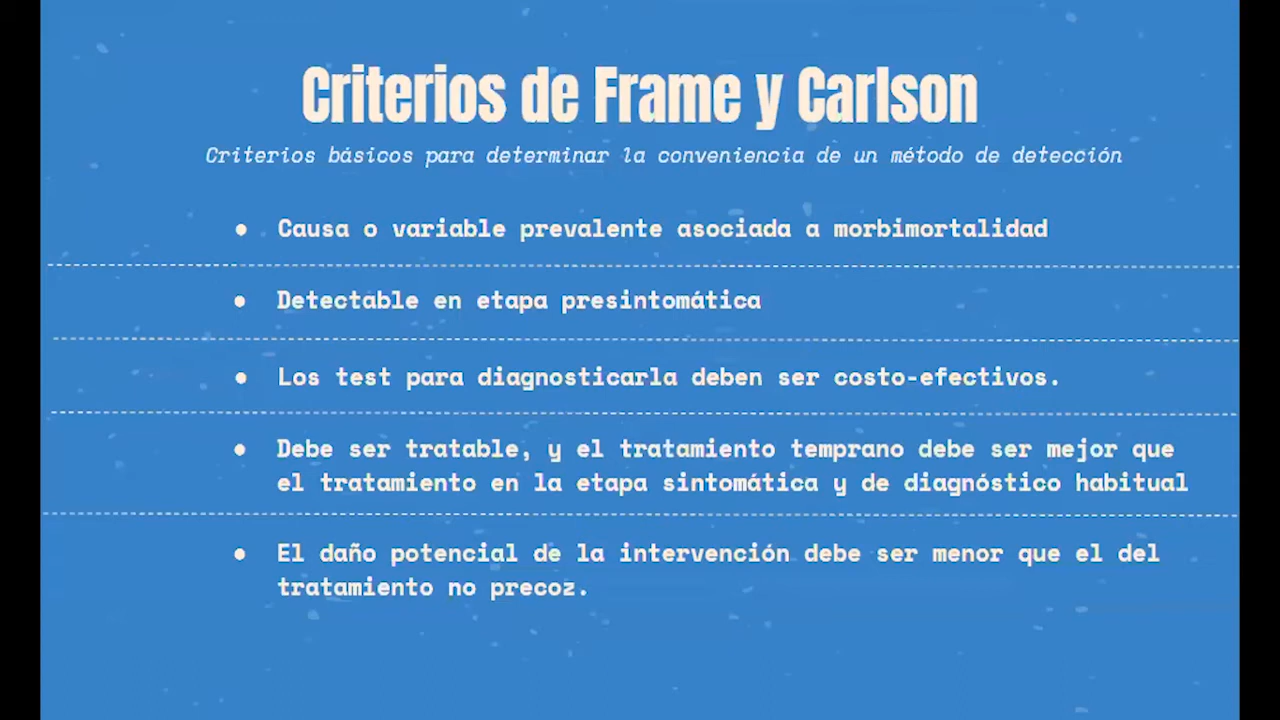 Criterios de Frame y Carlson
Criterios básicos para determinar la conveniencia de un método de detección
● Causa o variable prevalente asociada a morbimortalidad
● Detectable en etapa presintomática
● Los test para diagnosticarla deben ser costo-efectivos.
● Debe ser tratable, y el tratamiento temprano debe ser mejor que
el tratamiento en la etapa sintomática y de diagnóstico habitual
● El daño potencial de la intervención debe ser menor que el del
tratamiento no precoz.